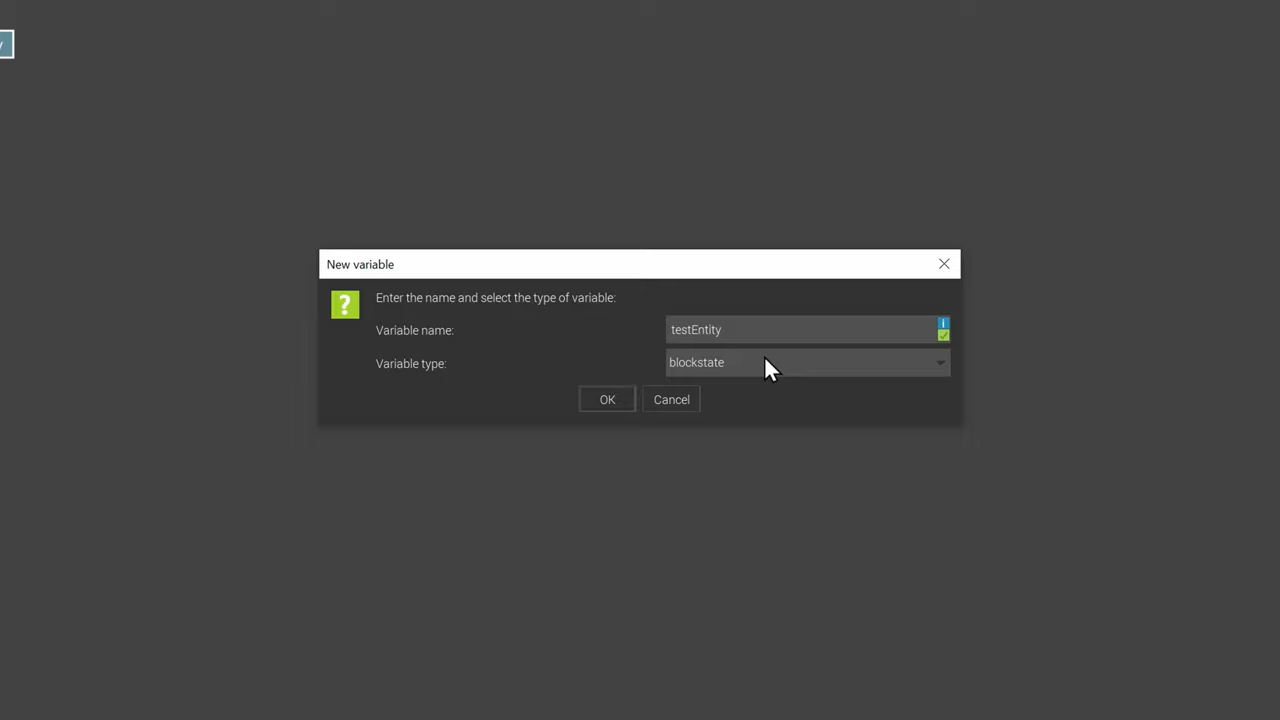 New variable
Enter the name and select the type of variable:
Variable name: testEntity
Variable type: blockstate
OK Cancel